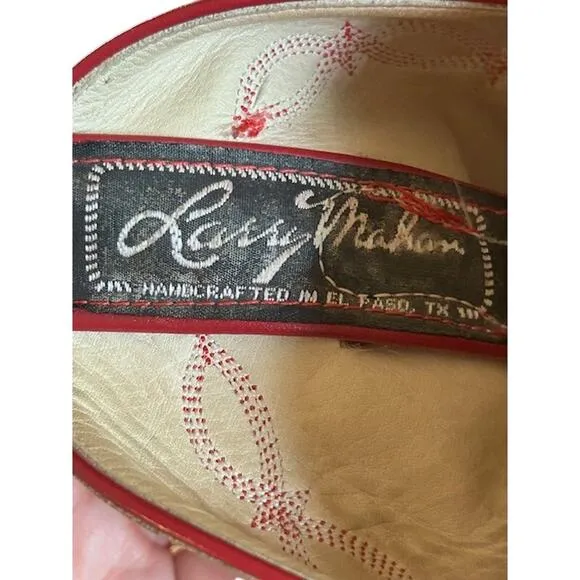 Larry Mahan
HANDCRAFTED IN EL PASO, TX